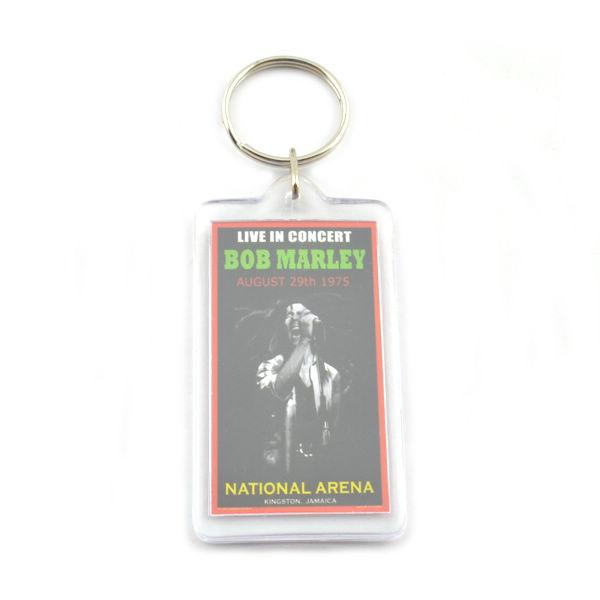 LIVE IN CONCERT
BOB MARLEY
AUGUST 29th 1975
NATIONAL ARENA
KINGSTON, JAMAICA